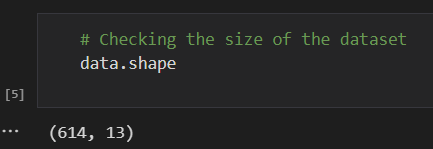 # Checking the size of the dataset
data.shape
[5]
... (614, 13)